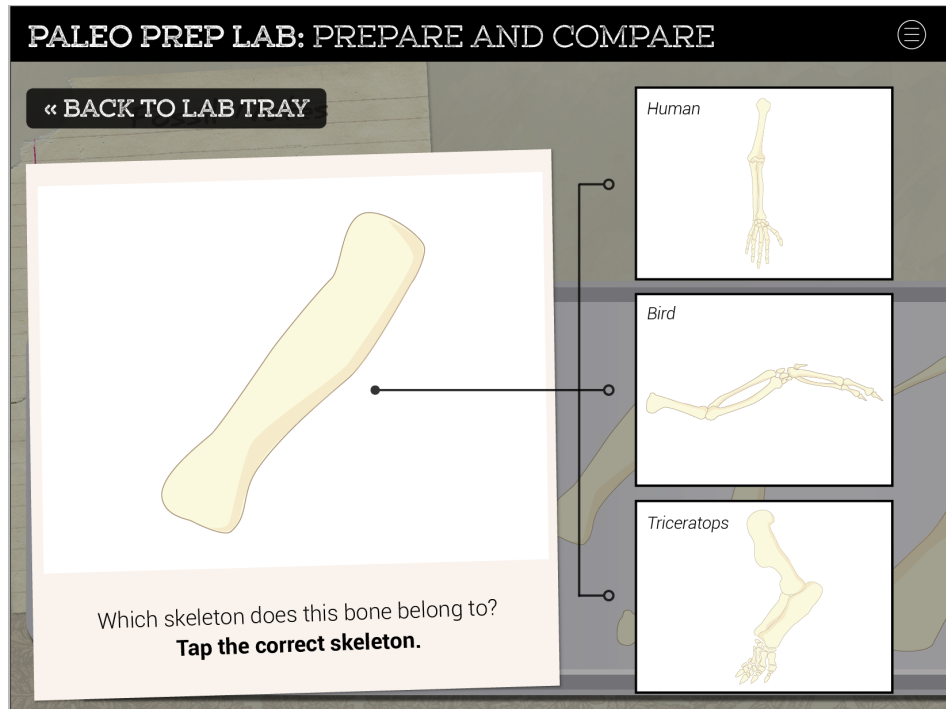 PALEO PREP LAB: PREPARE AND COMPARE
« BACK TO LAB TRAY
Which skeleton does this bone belong to?
Tap the correct skeleton.
Human
Bird
Triceratops